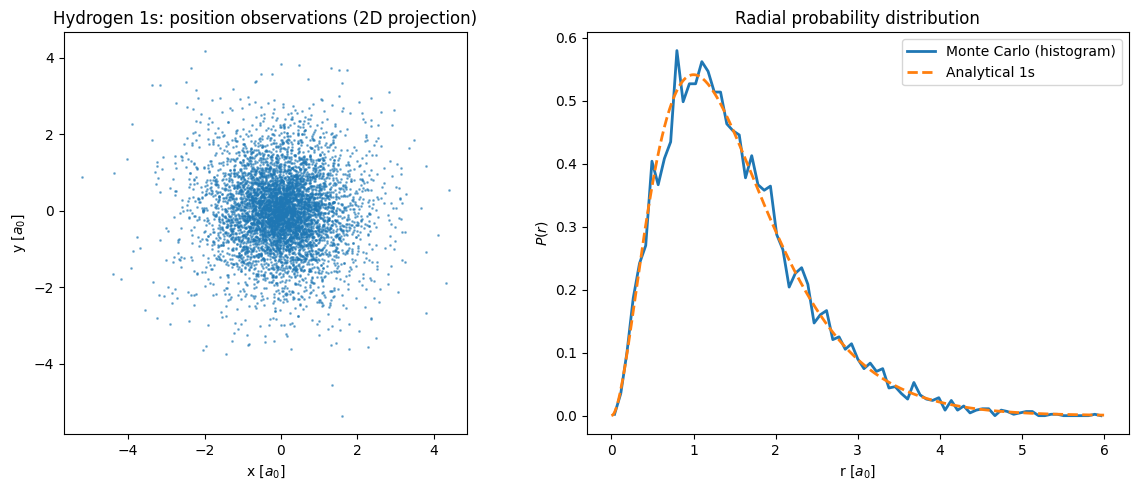 Hydrogen 1s: position observations (2D projection)
4
2
0
−2
−4
y [a₀]
−4 −2 0 2 4
x [a₀]
Radial probability distribution
Monte Carlo (histogram)
Analytical 1s
0.6
0.5
0.4
0.3
0.2
0.1
0.0
P(r)
0 1 2 3 4 5 6
r [a₀]